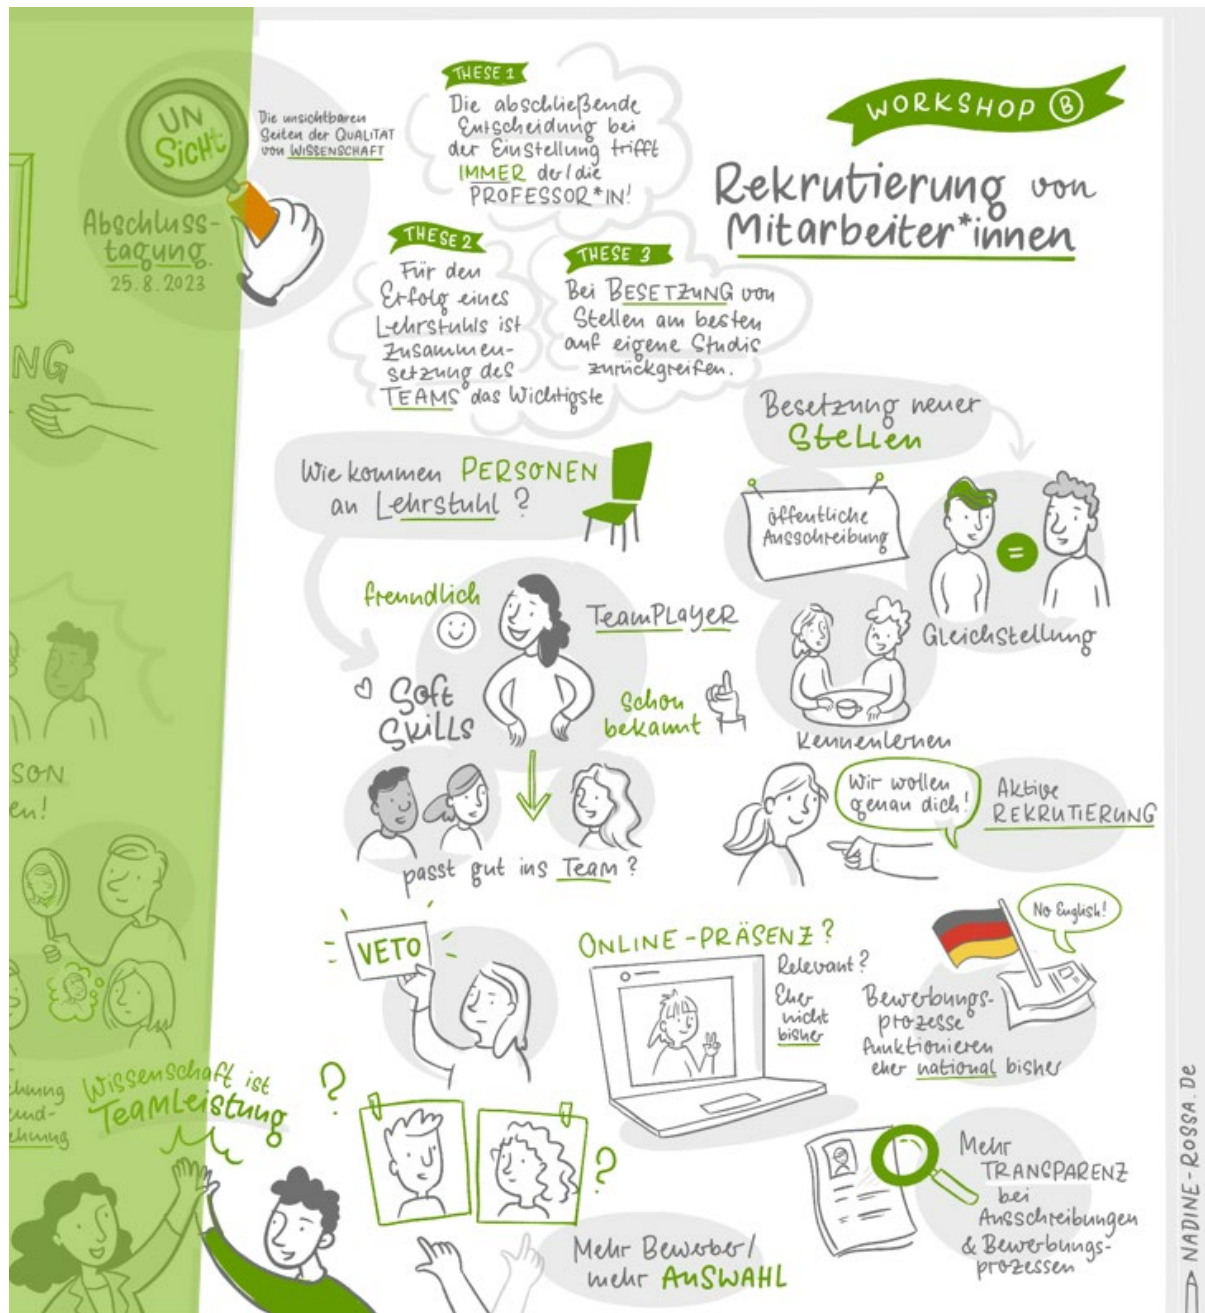 UN
Sicht
Die unsichtbaren
Seiten der QUALITÄT
von WISSENSCHAFT
Abschluss-
tagung
25.8.2023
THESE 1
Die abschließende
Entscheidung bei
der Einstellung trifft
IMMER der/die
PROFESSOR*IN!
WORKSHOP B
Rekrutierung von
Mitarbeiter*innen
THESE 2
Für den
Erfolg eines
Lehrstuhls ist
Zusammen-
setzung des
TEAMS das Wichtigste
THESE 3
Bei BESETZUNG von
Stellen am besten
auf eigene Studis
zurückgreifen.
NG
Wie kommen PERSONEN
an Lehrstuhl?
Besetzung neuer
Stellen
öffentliche
Ausschreibung
=
Gleichstellung
freundlich
TeamPLayeR
Soft
Skills
Schon
bekannt
Kennenlernen
passt gut ins Team?
Wir wollen
genau dich!
Aktive
REKRUTIERUNG
SON
en!
VETO
ONLINE-PRÄSENZ?
Relevant?
Eher
nicht
bisher
No English!
Bewerbungs-
prozesse
funktionieren
eher national bisher
chung
und-
ehung
Wissenschaft ist
TeamLeistung
?
?
Mehr Bewerber/
mehr AUSWAHL
Mehr
TRANSPARENZ
bei
Ausschreibungen
& Bewerbungs-
prozessen
NADINE-ROSSA.De